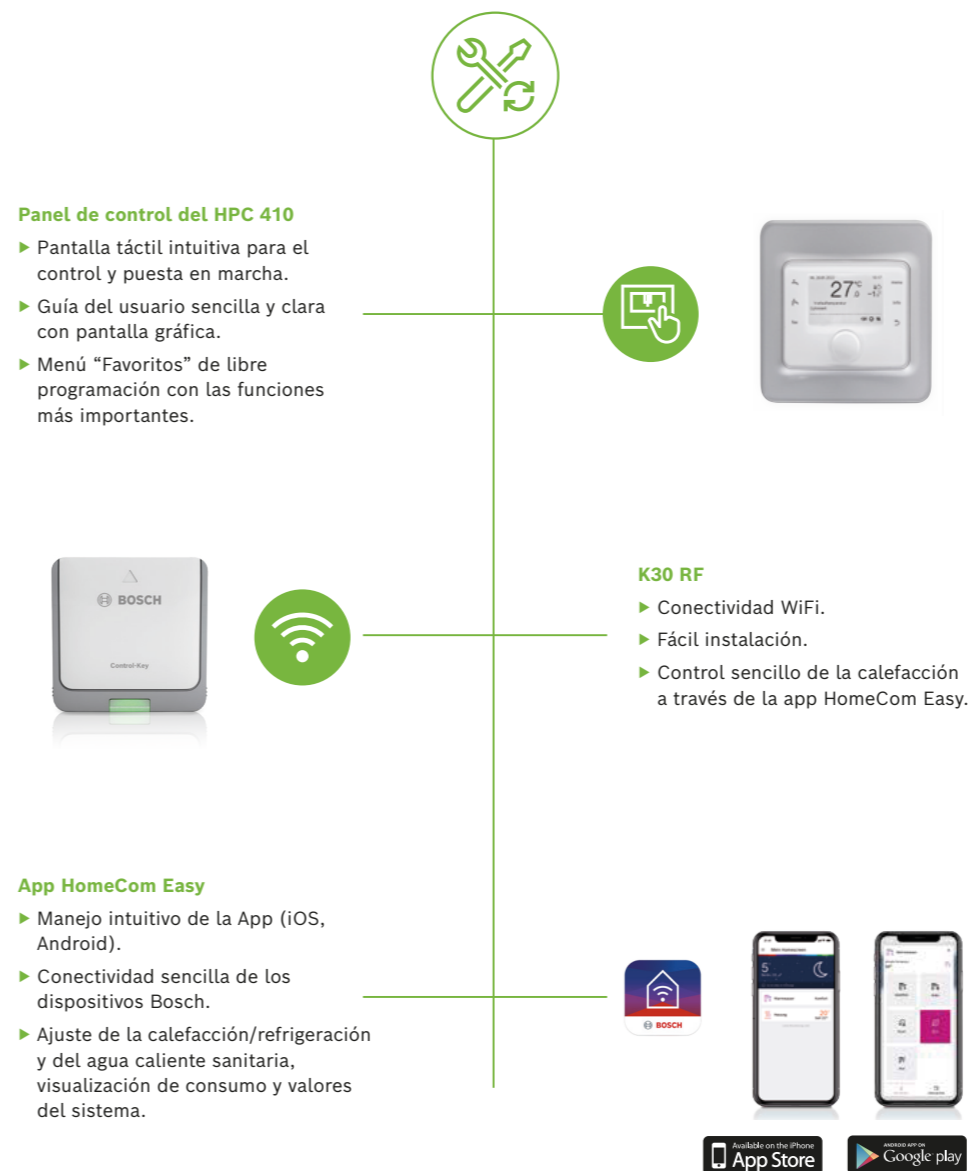 Panel de control del HPC 410
▶ Pantalla táctil intuitiva para el
control y puesta en marcha.
▶ Guía del usuario sencilla y clara
con pantalla gráfica.
▶ Menú “Favoritos” de libre
programación con las funciones
más importantes.
27
BOSCH
Control-Key
K30 RF
▶ Conectividad WiFi.
▶ Fácil instalación.
▶ Control sencillo de la calefacción
a través de la app HomeCom Easy.
App HomeCom Easy
▶ Manejo intuitivo de la App (iOS,
Android).
▶ Conectividad sencilla de los
dispositivos Bosch.
▶ Ajuste de la calefacción/refrigeración
y del agua caliente sanitaria,
visualización de consumo y valores
del sistema.
BOSCH
Available on the iPhone
App Store
ANDROID APP ON
Google play